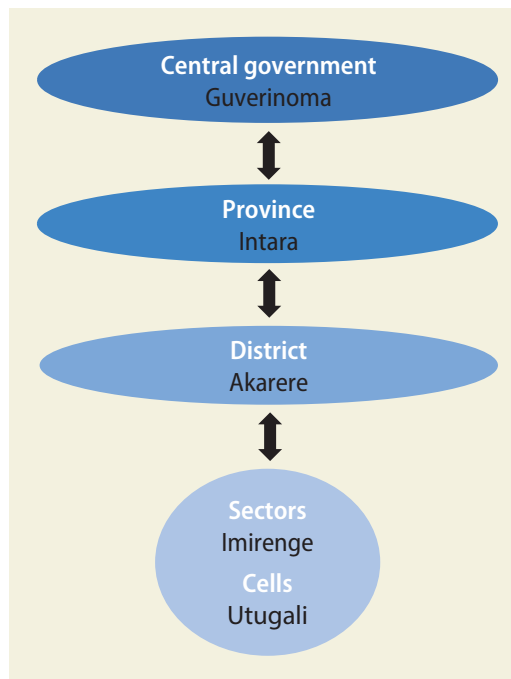 Central government
Guverinoma
Province
Intara
District
Akarere
Sectors
Imirenge
Cells
Utugali